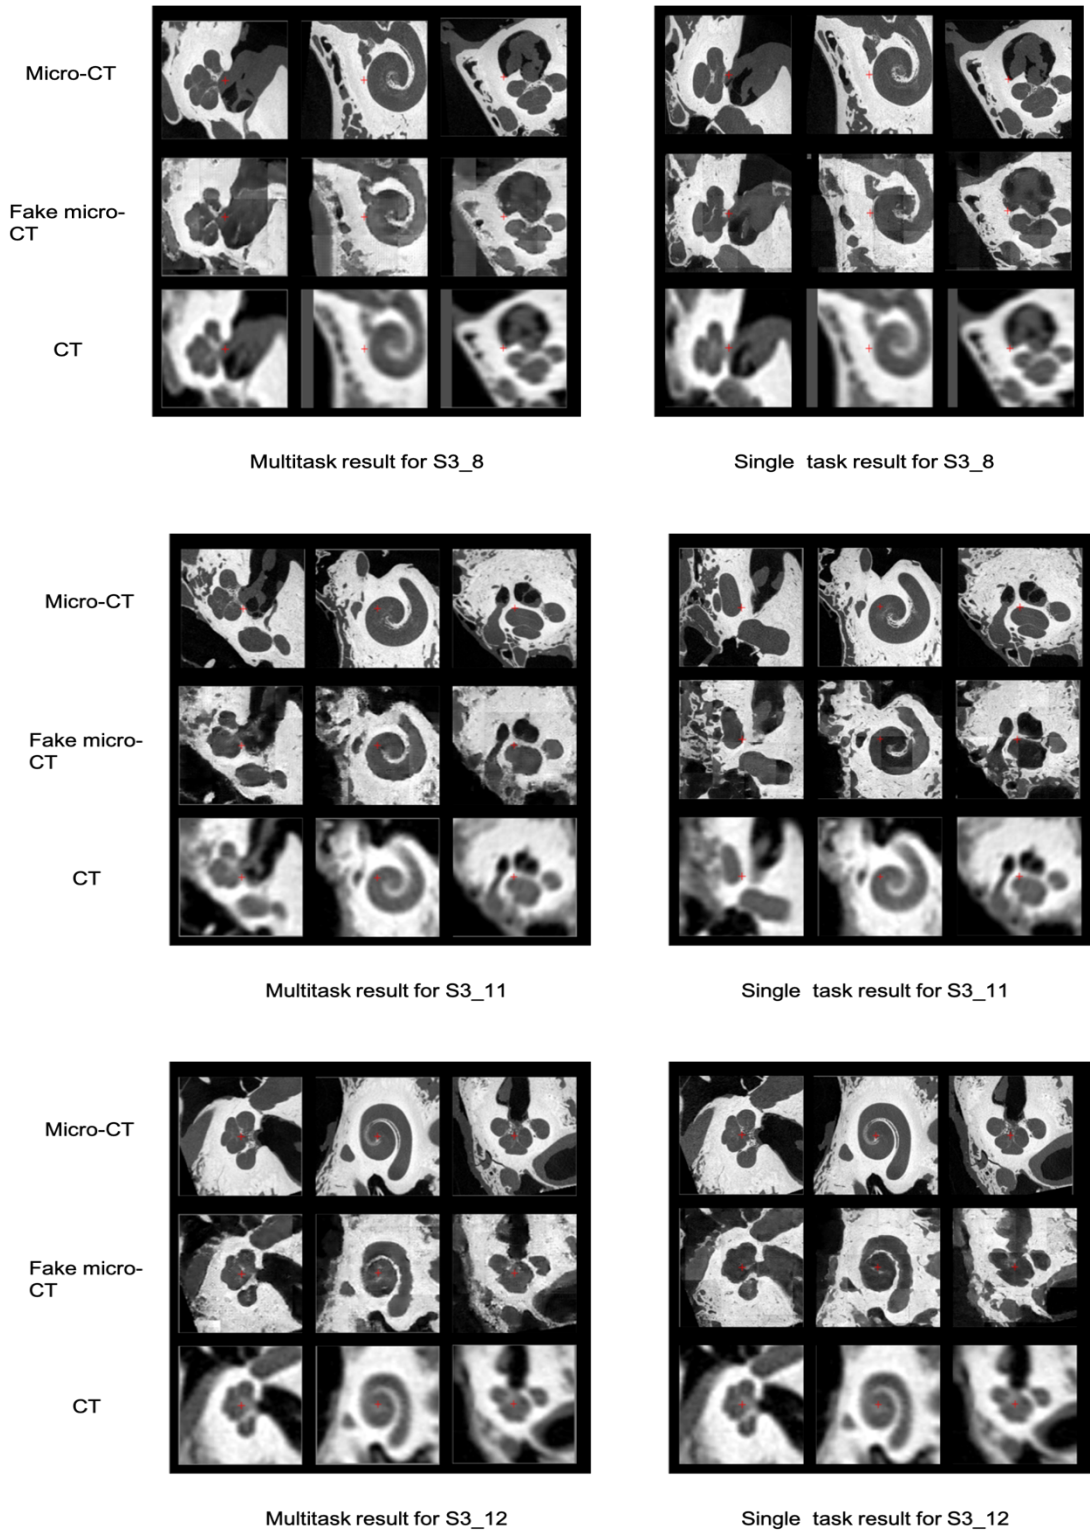 Micro-CT
Fake micro-
CT
CT
Multitask result for S3_8
Single task result for S3_8
Micro-CT
Fake micro-
CT
CT
Multitask result for S3_11
Single task result for S3_11
Micro-CT
Fake micro-
CT
CT
Multitask result for S3_12
Single task result for S3_12